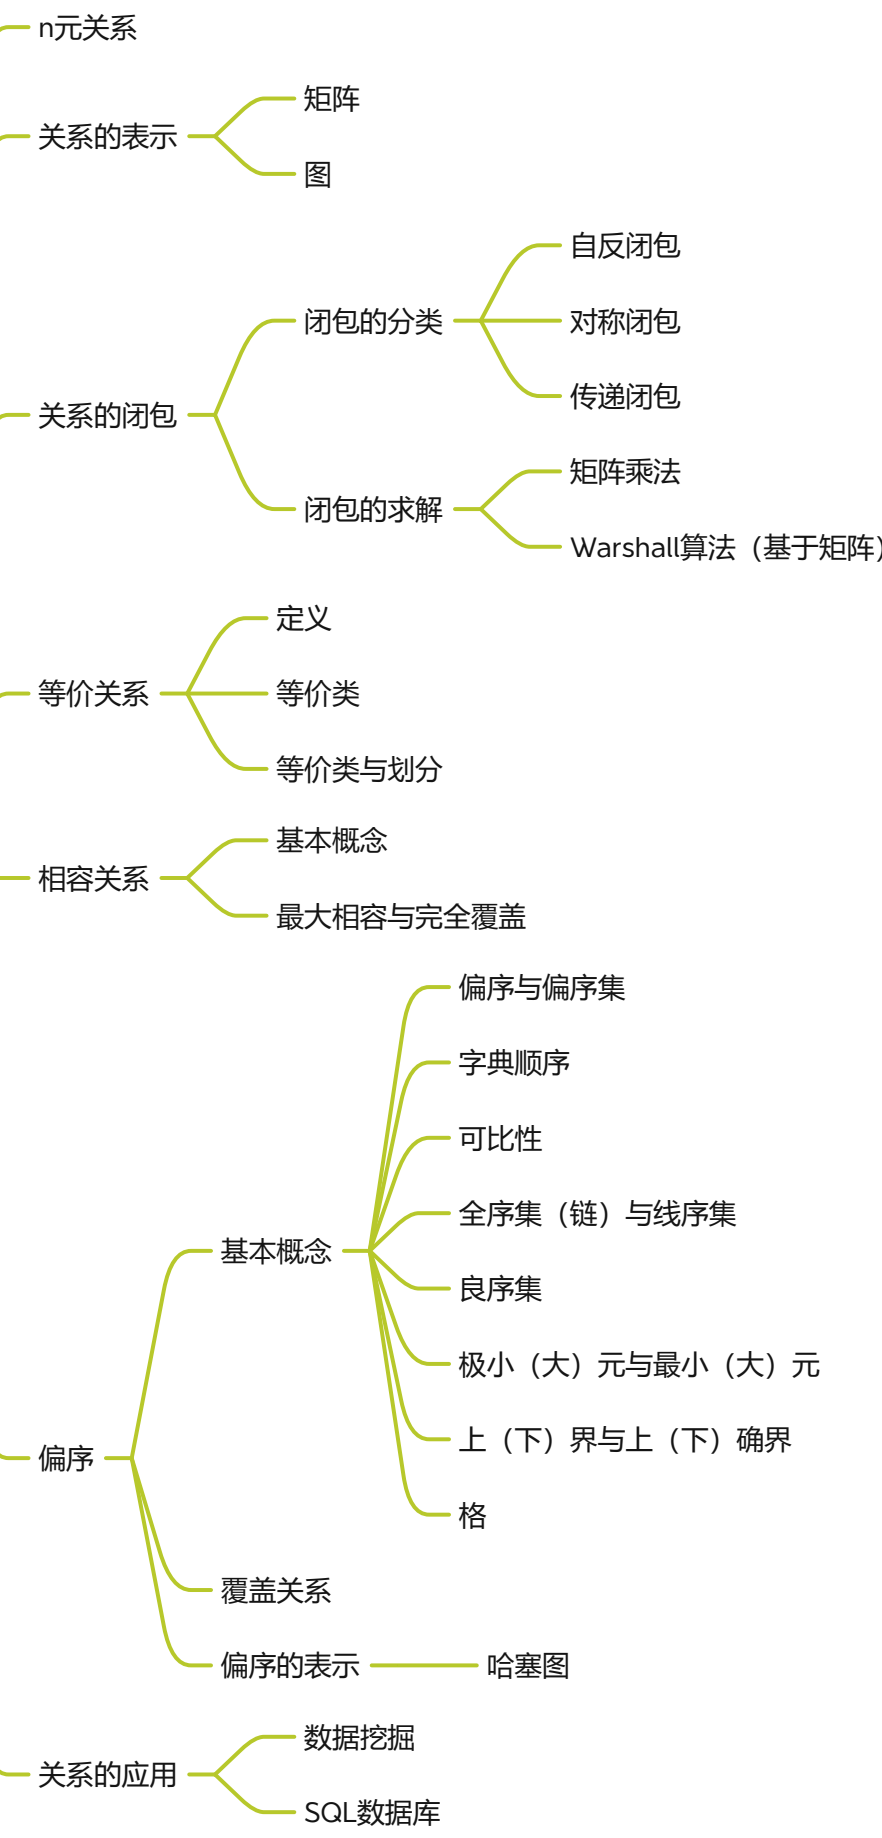 n元关系
关系的表示
矩阵
图
关系的闭包
闭包的分类
自反闭包
对称闭包
传递闭包
闭包的求解
矩阵乘法
Warshall算法（基于矩阵）
等价关系
定义
等价类
等价类与划分
相容关系
基本概念
最大相容与完全覆盖
偏序
基本概念
偏序与偏序集
字典顺序
可比性
全序集（链）与线序集
良序集
极小（大）元与最小（大）元
上（下）界与上（下）确界
格
覆盖关系
偏序的表示
哈塞图
关系的应用
数据挖掘
SQL数据库